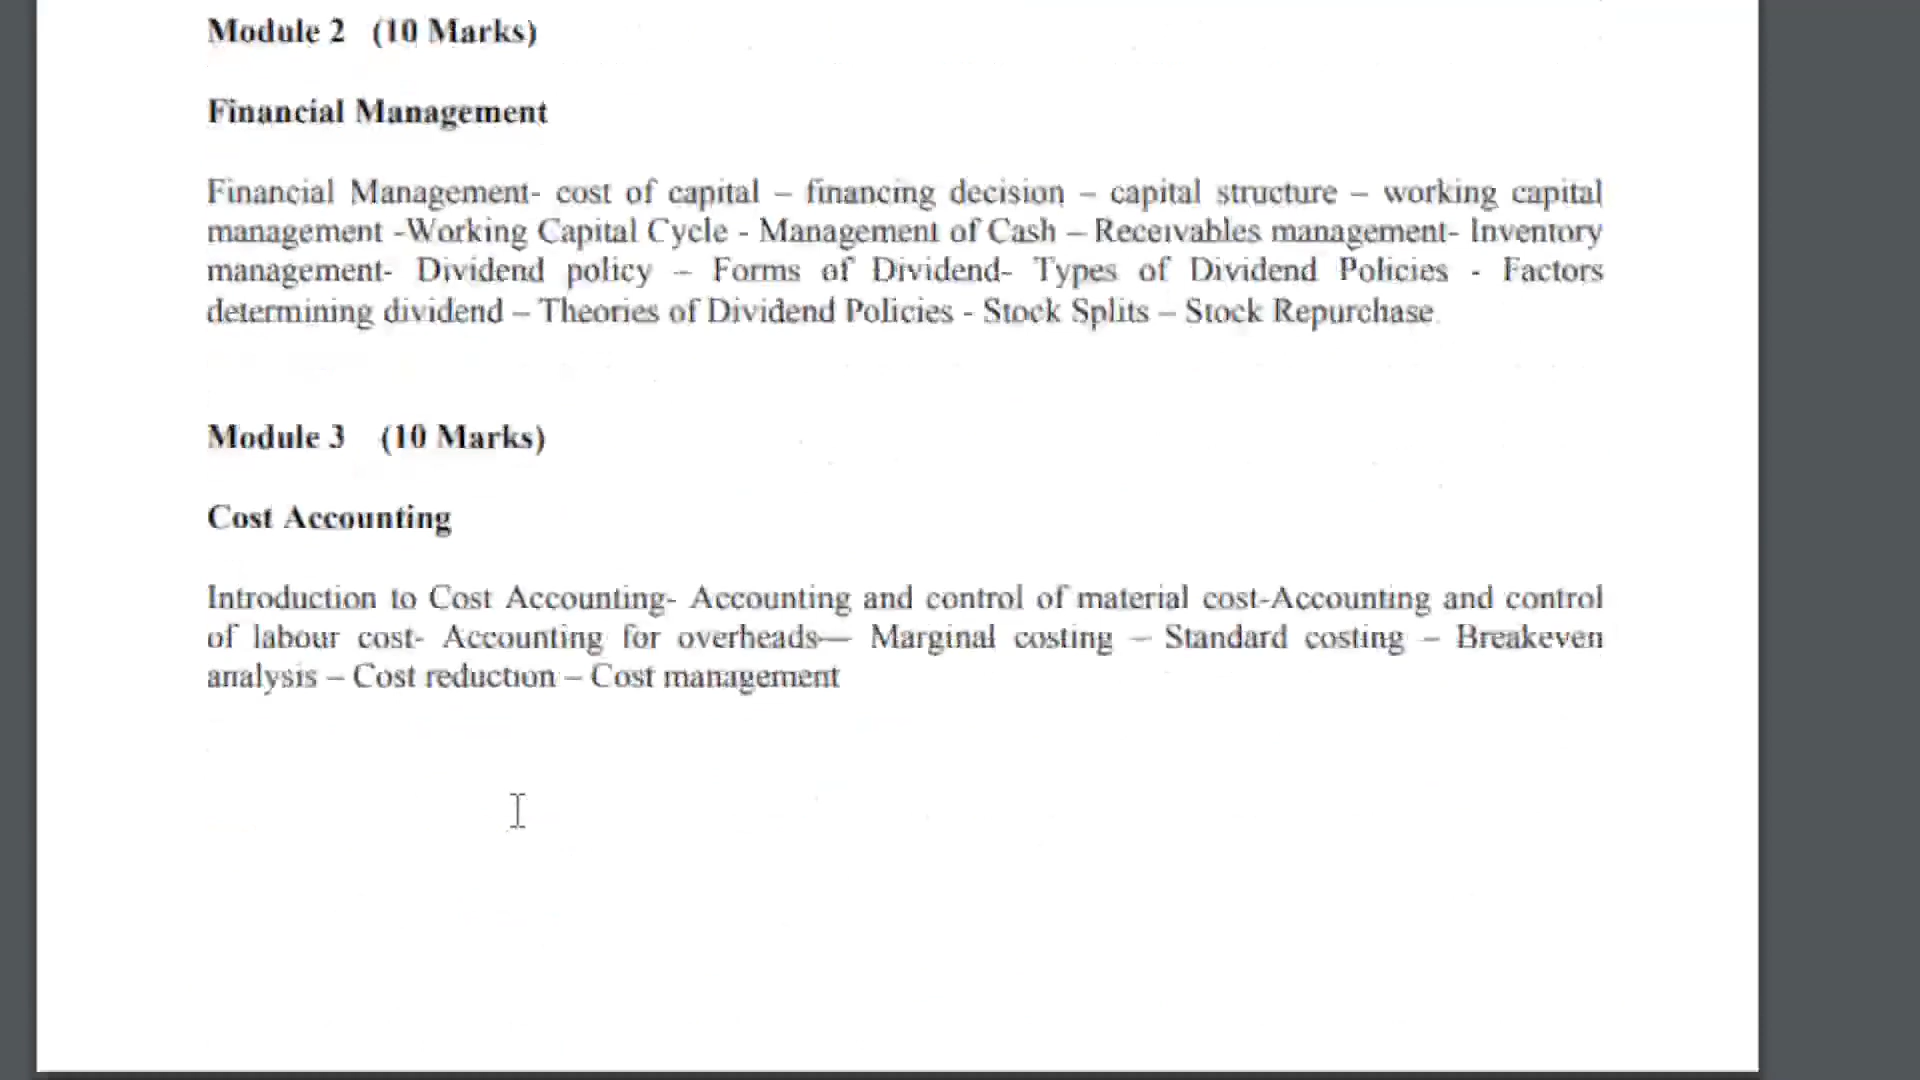 Module 2 (10 Marks)
Financial Management
Financial Management- cost of capital – financing decision – capital structure – working capital
management -Working Capital Cycle - Management of Cash – Receivables management- Inventory
management- Dividend policy – Forms of Dividend- Types of Dividend Policies - Factors
determining dividend – Theories of Dividend Policies - Stock Splits – Stock Repurchase
Module 3 (10 Marks)
Cost Accounting
Introduction to Cost Accounting- Accounting and control of material cost-Accounting and control
of labour cost- Accounting for overheads— Marginal costing – Standard costing – Breakeven
analysis – Cost reduction – Cost management